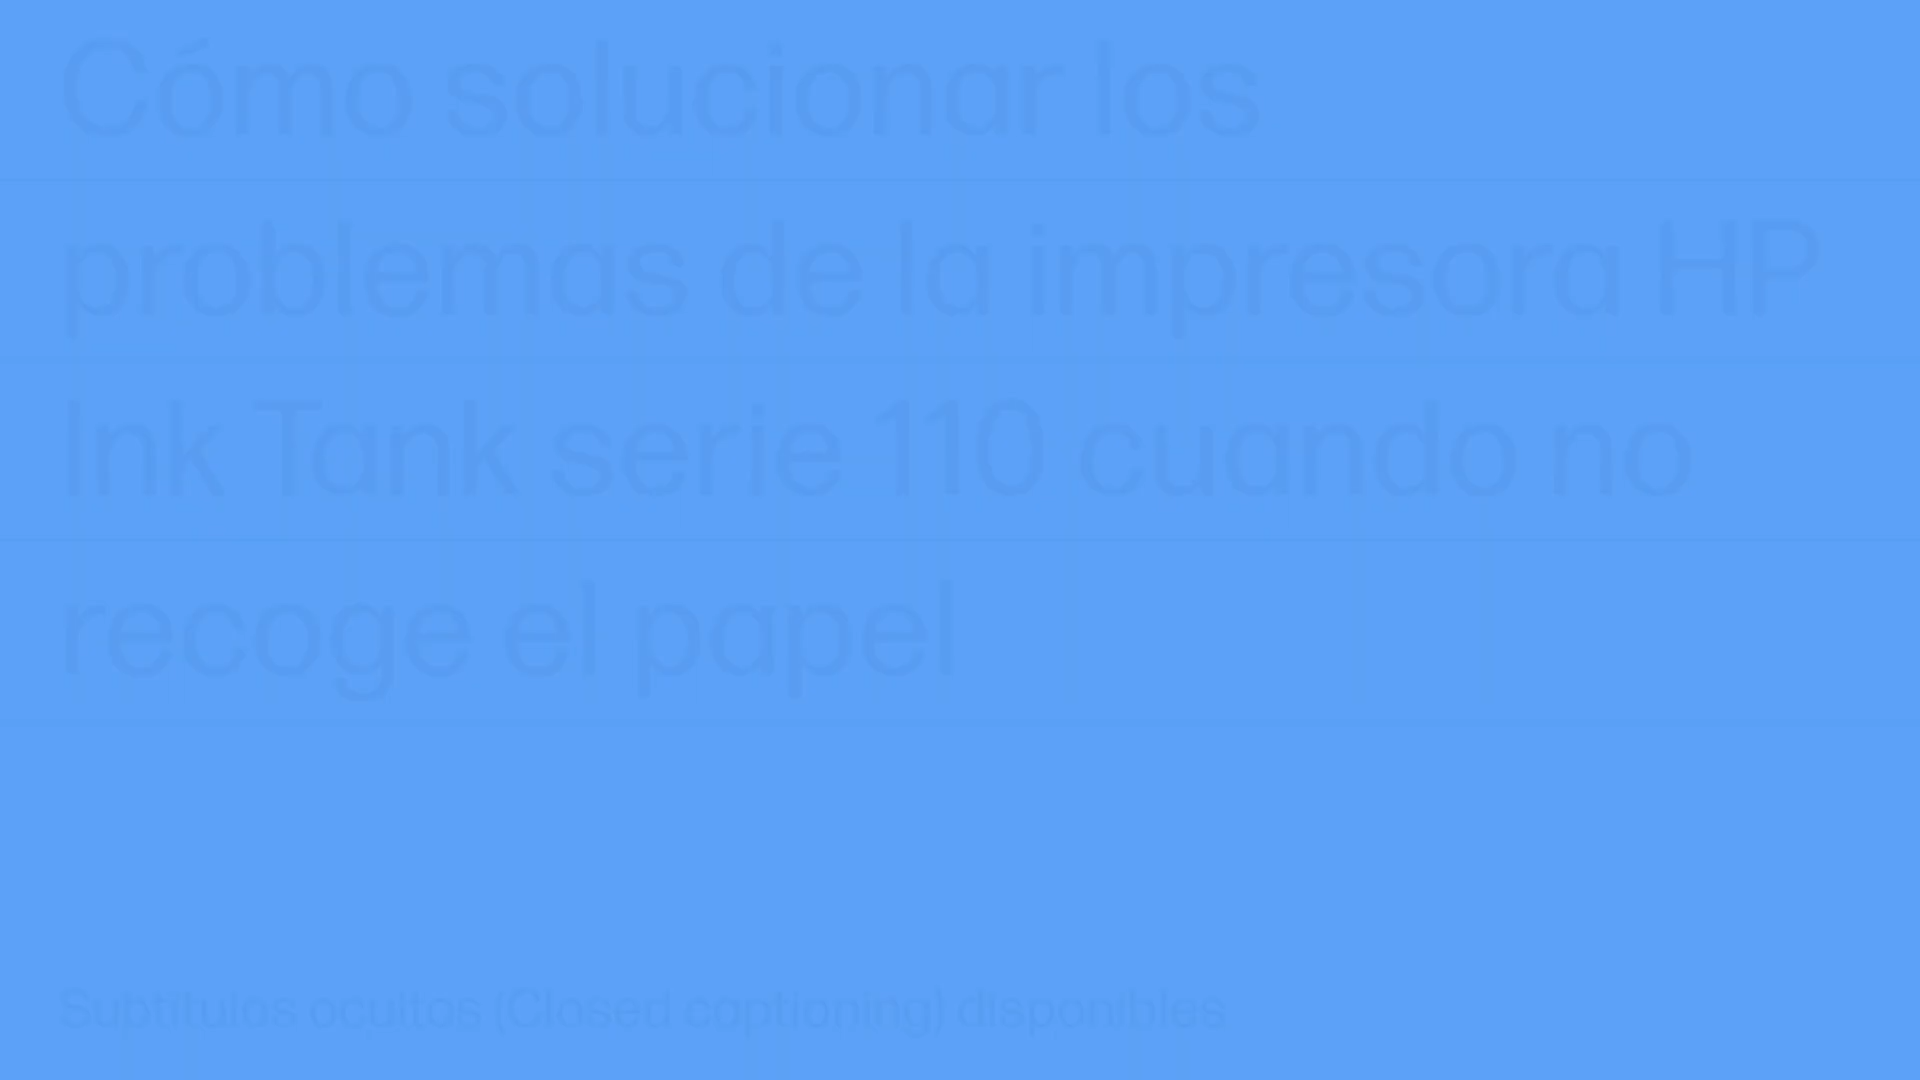 Cómo solucionar los
problemas de la impresora HP
Ink Tank serie 110 cuando no
recoge el papel
Subtítulos ocultos (Closed captioning) disponibles